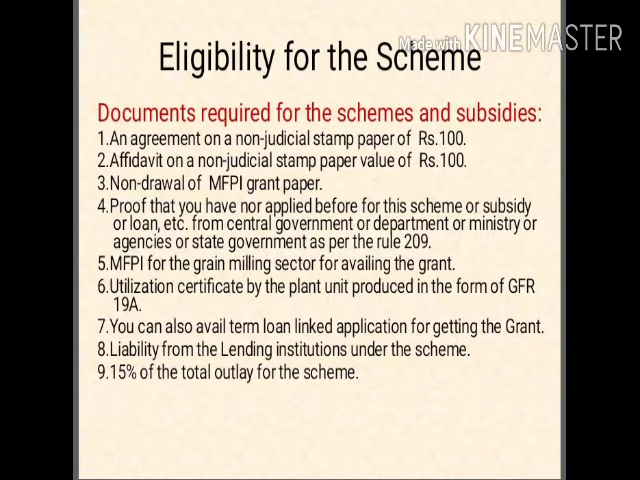 Made with KINEMASTER
Eligibility for the Scheme
Documents required for the schemes and subsidies:
1.An agreement on a non-judicial stamp paper of Rs.100.
2.Affidavit on a non-judicial stamp paper value of Rs.100.
3.Non-drawal of MFPI grant paper.
4.Proof that you have nor applied before for this scheme or subsidy
or loan, etc. from central government or department or ministry or
agencies or state government as per the rule 209.
5.MFPI for the grain milling sector for availing the grant.
6.Utilization certificate by the plant unit produced in the form of GFR
19A.
7.You can also avail term loan linked application for getting the Grant.
8.Liability from the Lending institutions under the scheme.
9.15% of the total outlay for the scheme.